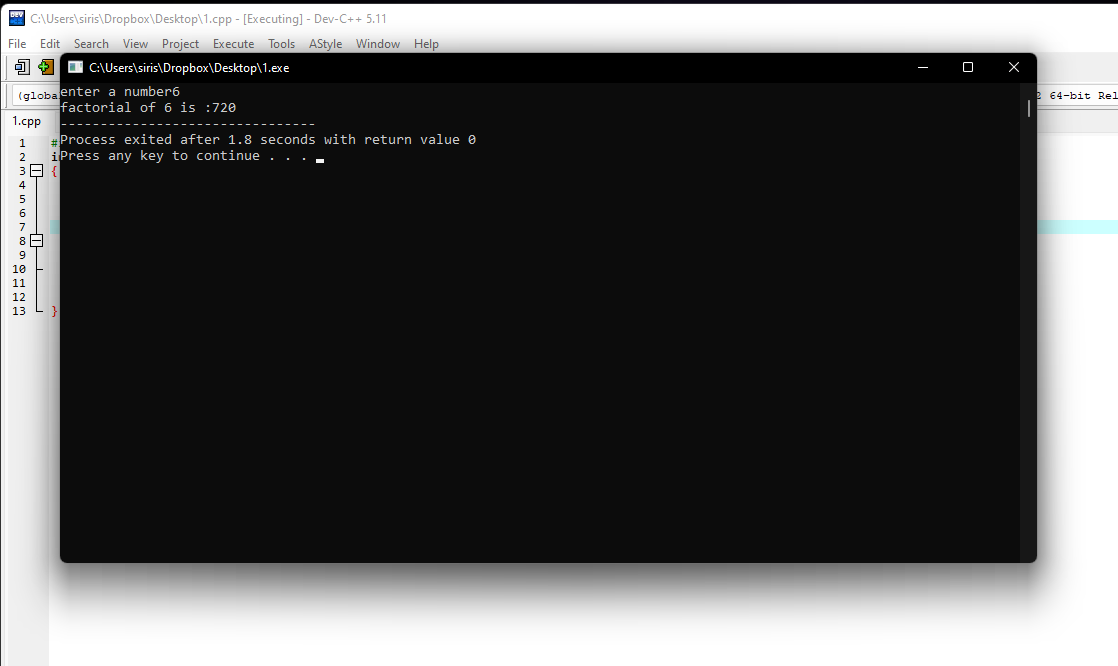 C:\Users\siris\Dropbox\Desktop\1.cpp - [Executing] - Dev-C++ 5.11
File Edit Search View Project Execute Tools AStyle Window Help
C:\Users\siris\Dropbox\Desktop\1.exe
(globa
64-bit Rel
1.cpp
enter a number6
factorial of 6 is :720
--------------------------------
Process exited after 1.8 seconds with return value 0
Press any key to continue . . .
1 #
2 in
3 {
4
5
6
7
8
9
10
11
12
13 }